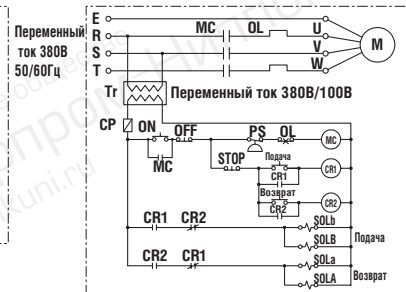 E
Переменный R MC OL U
ток 380В S V M
50/60Гц T W
Tr Переменный ток 380В/100В
CP ON OFF PS OL MC
MC STOP Подача CR1
CR1
Возврат
CR2 CR2
CR1 CR2 SOLb
SOLB Подача
CR2 CR1 SOLa
SOLA Возврат